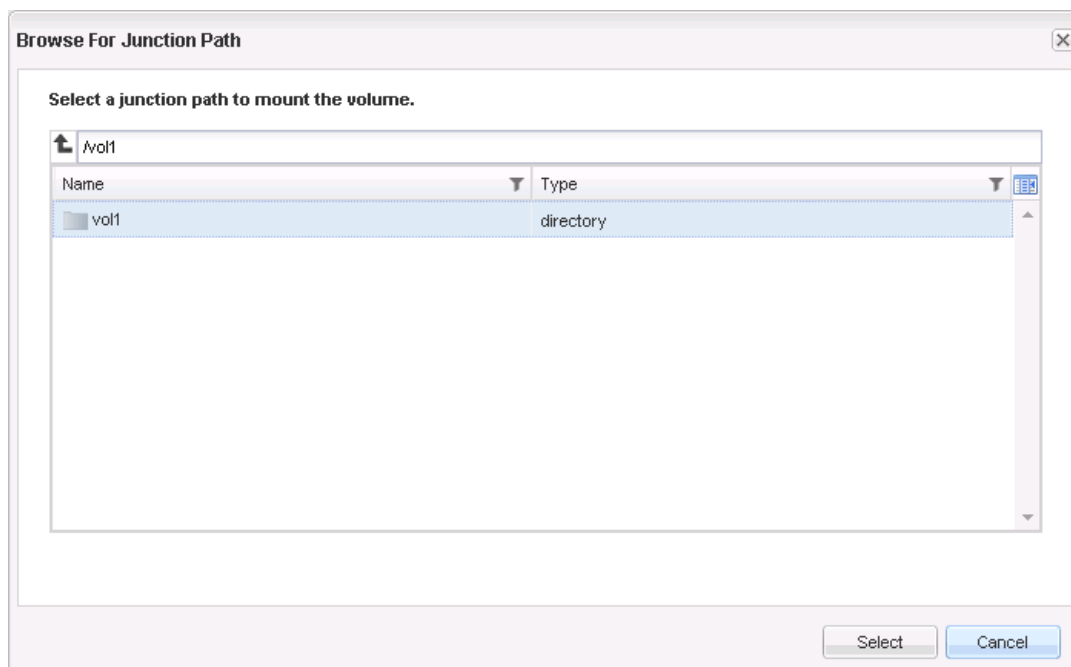 Browse For Junction Path
Select a junction path to mount the volume.
/vol1
Name Type
vol1 directory
Select Cancel